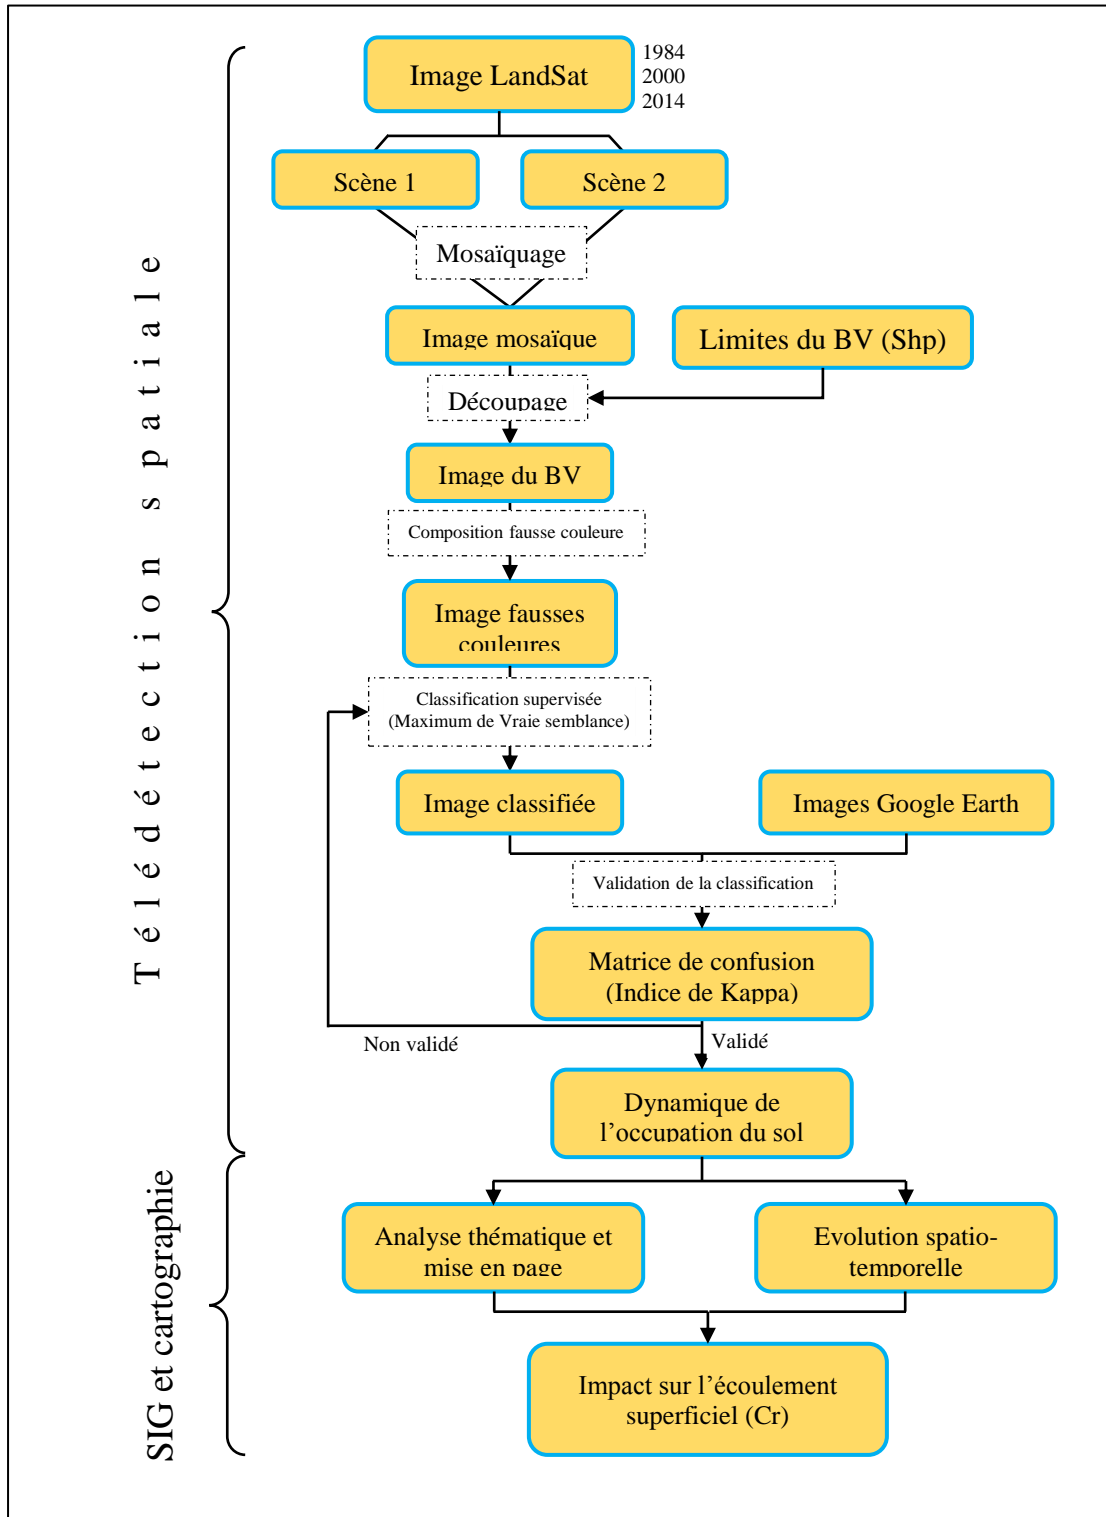 Image LandSat
1984
2000
2014
Scène 1
Scène 2
Mosaïquage
Image mosaïque
Limites du BV (Shp)
Découpage
Image du BV
Composition fausse couleure
Image fausses
couleures
Classification supervisée
(Maximum de Vraie semblance)
Image classifiée
Images Google Earth
Validation de la classification
Matrice de confusion
(Indice de Kappa)
Non validé
Validé
Dynamique de
l’occupation du sol
Analyse thématique et
mise en page
Evolution spatio-
temporelle
Impact sur l’écoulement
superficiel (Cr)
Télédétection spatiale
SIG et cartographie